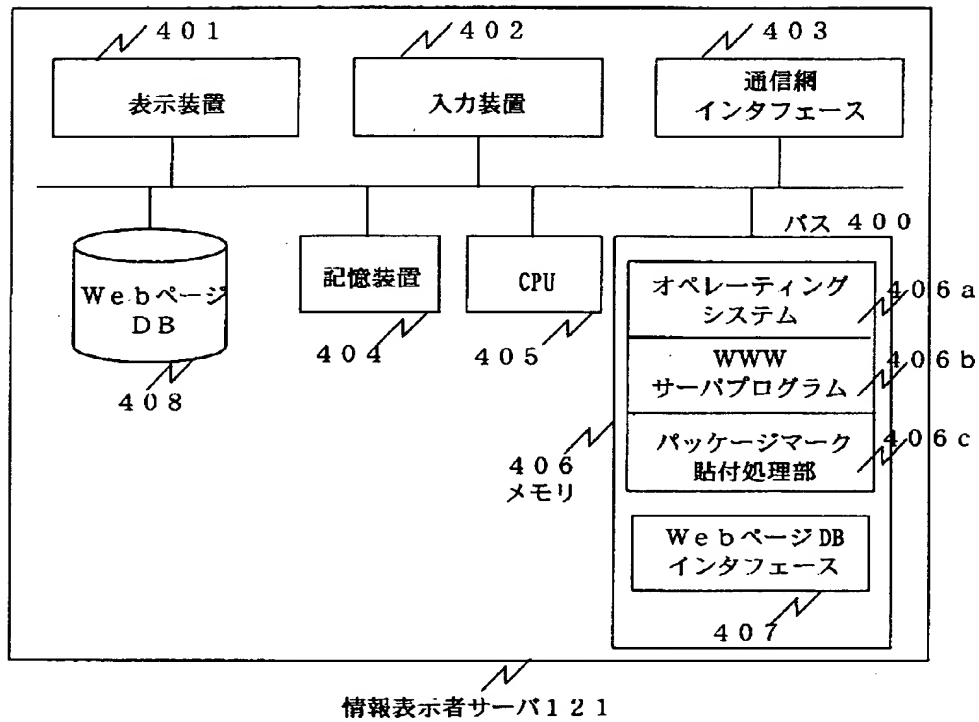 401
402
403
表示装置
入力装置
通信網
インタフェース
バス 400
Webページ
DB
記憶装置
CPU
オペレーティング
システム
406a
404
405
WWW
サーバプログラム
406b
408
パッケージマーク
貼付処理部
406c
406
メモリ
WebページDB
インタフェース
407
情報表示者サーバ121